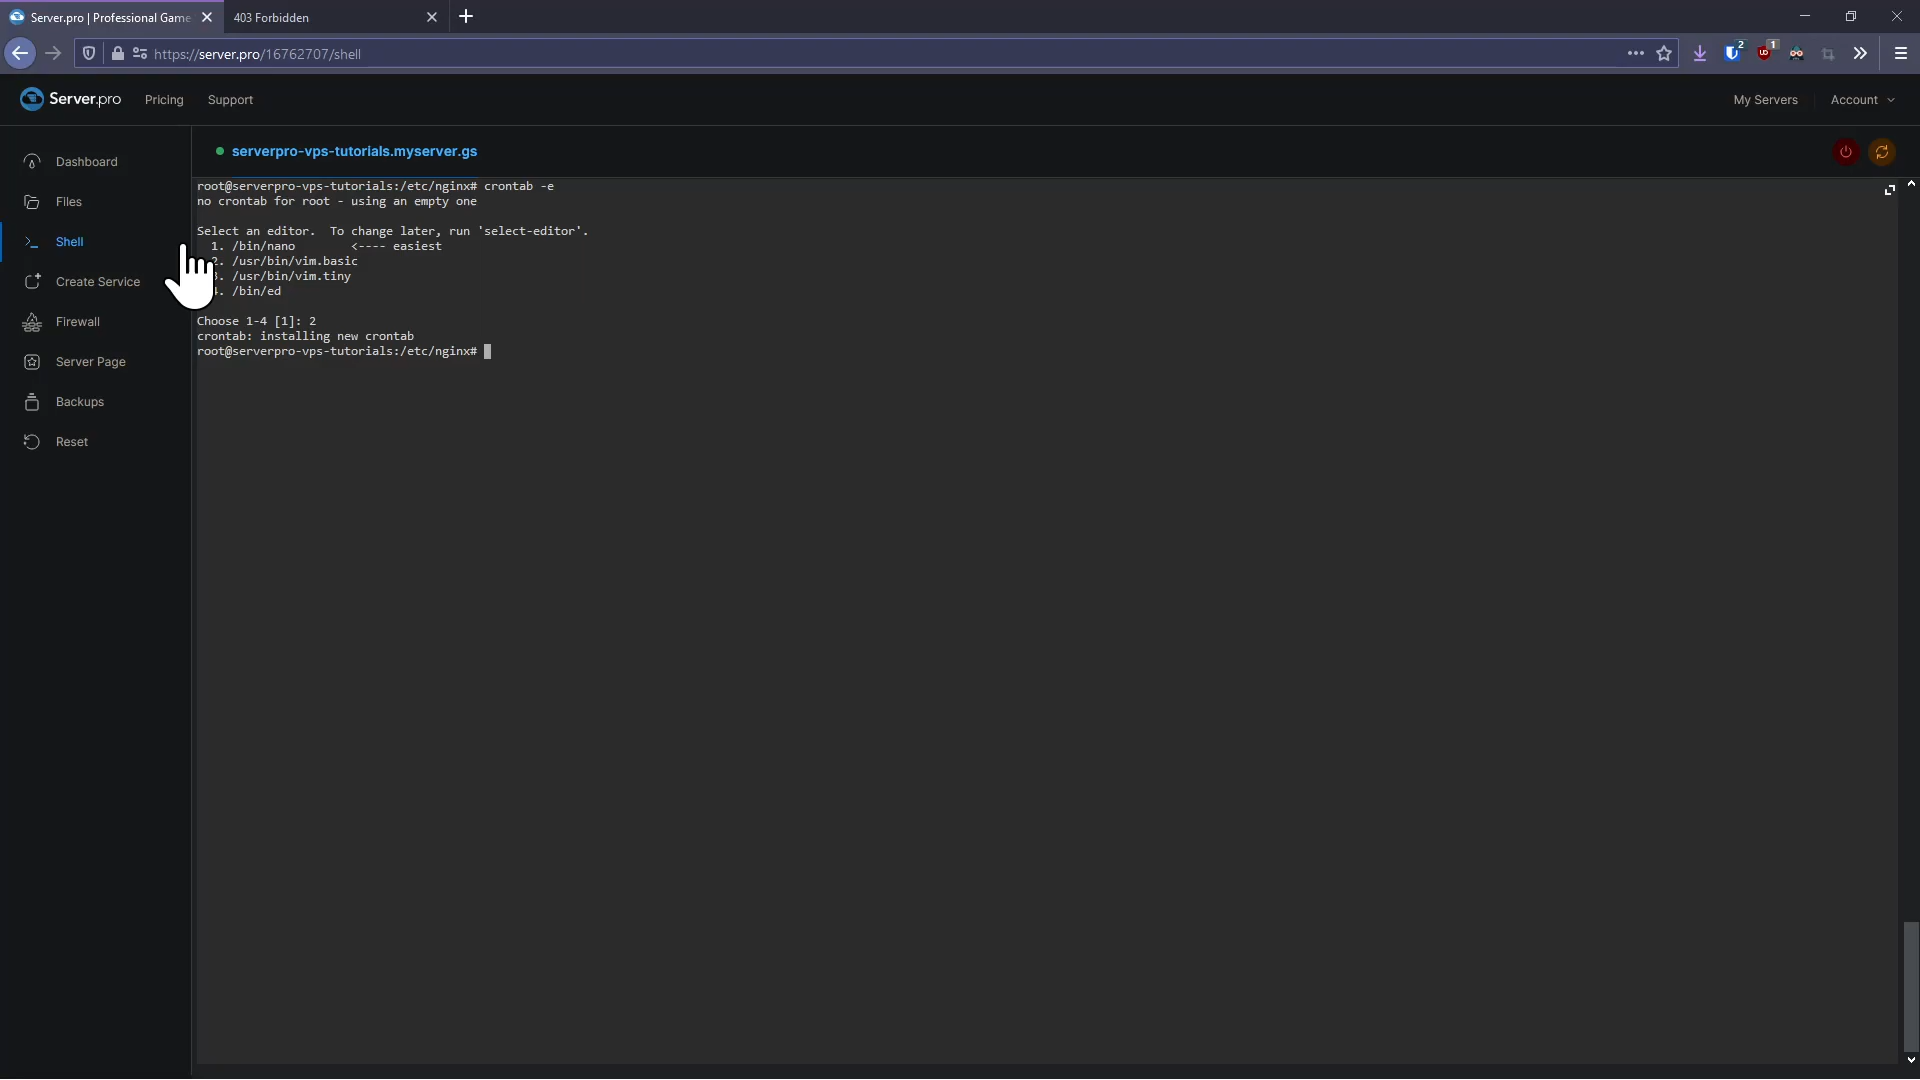 Server.pro | Professional Game
403 Forbidden
https://server.pro/16762707/shell
2
1
Server.pro
Pricing
Support
My Servers
Account
Dashboard
Files
Shell
Create Service
Firewall
Server Page
Backups
Reset
serverpro-vps-tutorials.myserver.gs
root@serverpro-vps-tutorials:/etc/nginx# crontab -e
no crontab for root - using an empty one
Select an editor.  To change later, run 'select-editor'.
1. /bin/nano        <---- easiest
2. /usr/bin/vim.basic
. /usr/bin/vim.tiny
. /bin/ed
Choose 1-4 [1]: 2
crontab: installing new crontab
root@serverpro-vps-tutorials:/etc/nginx#